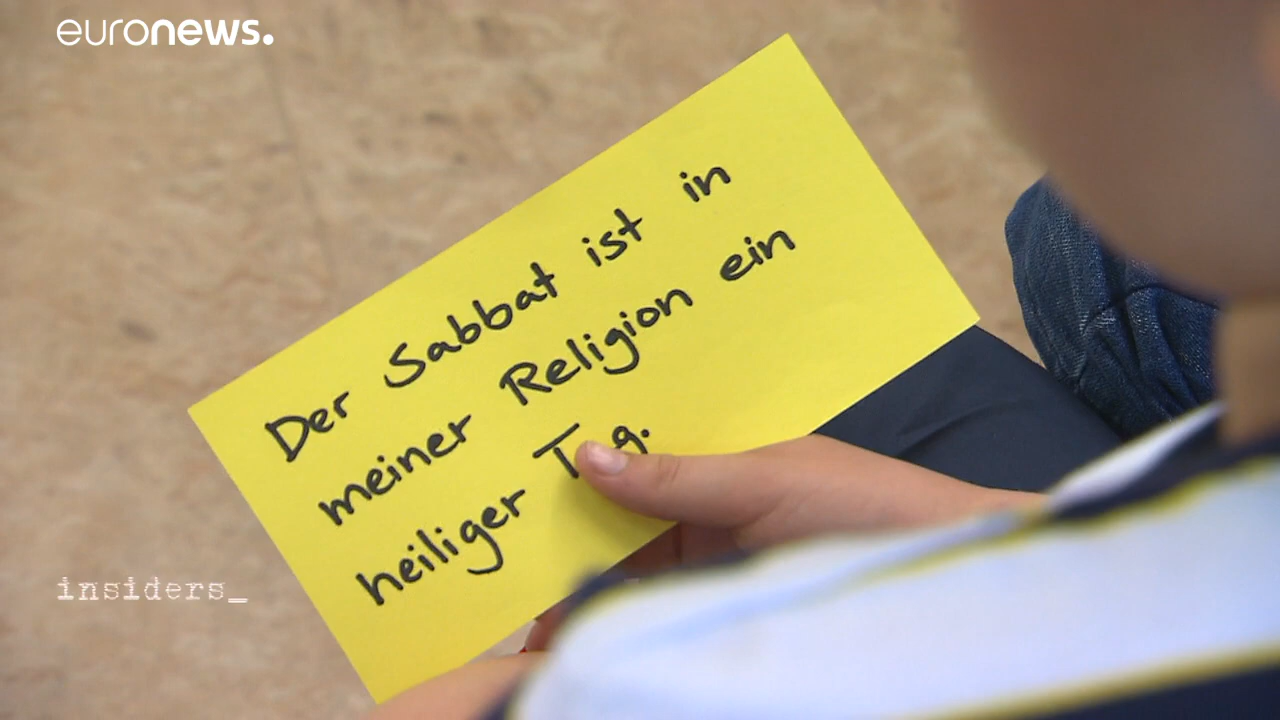 euronews.
Der Sabbat ist in
meiner Religion ein
heiliger T g.
insiders_